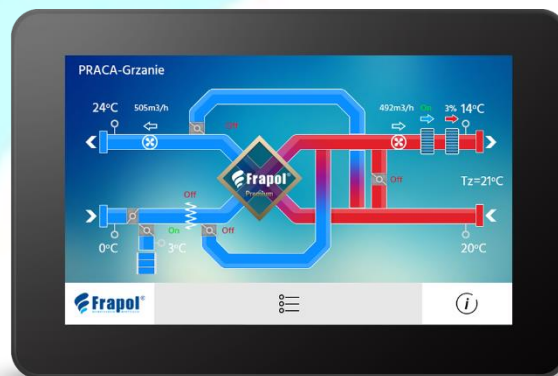 PRACA-Grzanie
24°C 505m3/h 492m3/h On 3% 14°C
Off
Frapol®
Premium
Off
Tz=21°C
Off
On Off
0°C 3°C 20°C
Frapol®
i